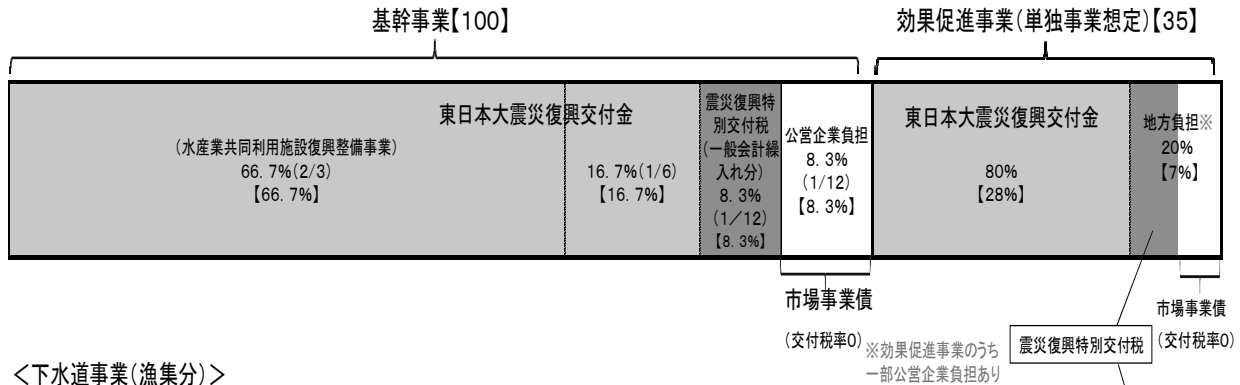 基幹事業【100】
効果促進事業(単独事業想定)【35】
東日本大震災復興交付金
(水産業共同利用施設復興整備事業)
66.7%(2/3)
【66.7%】
16.7%(1/6)
【16.7%】
震災復興特
別交付税
(一般会計繰
入れ分)
8.3%
(1/12)
【8.3%】
公営企業負担
8.3%
(1/12)
【8.3%】
東日本大震災復興交付金
80%
【28%】
地方負担※
20%
【7%】
市場事業債
(交付税率0)
※効果促進事業のうち
一部公営企業負担あり
震災復興特別交付税
市場事業債
(交付税率0)
<下水道事業(漁集分)>